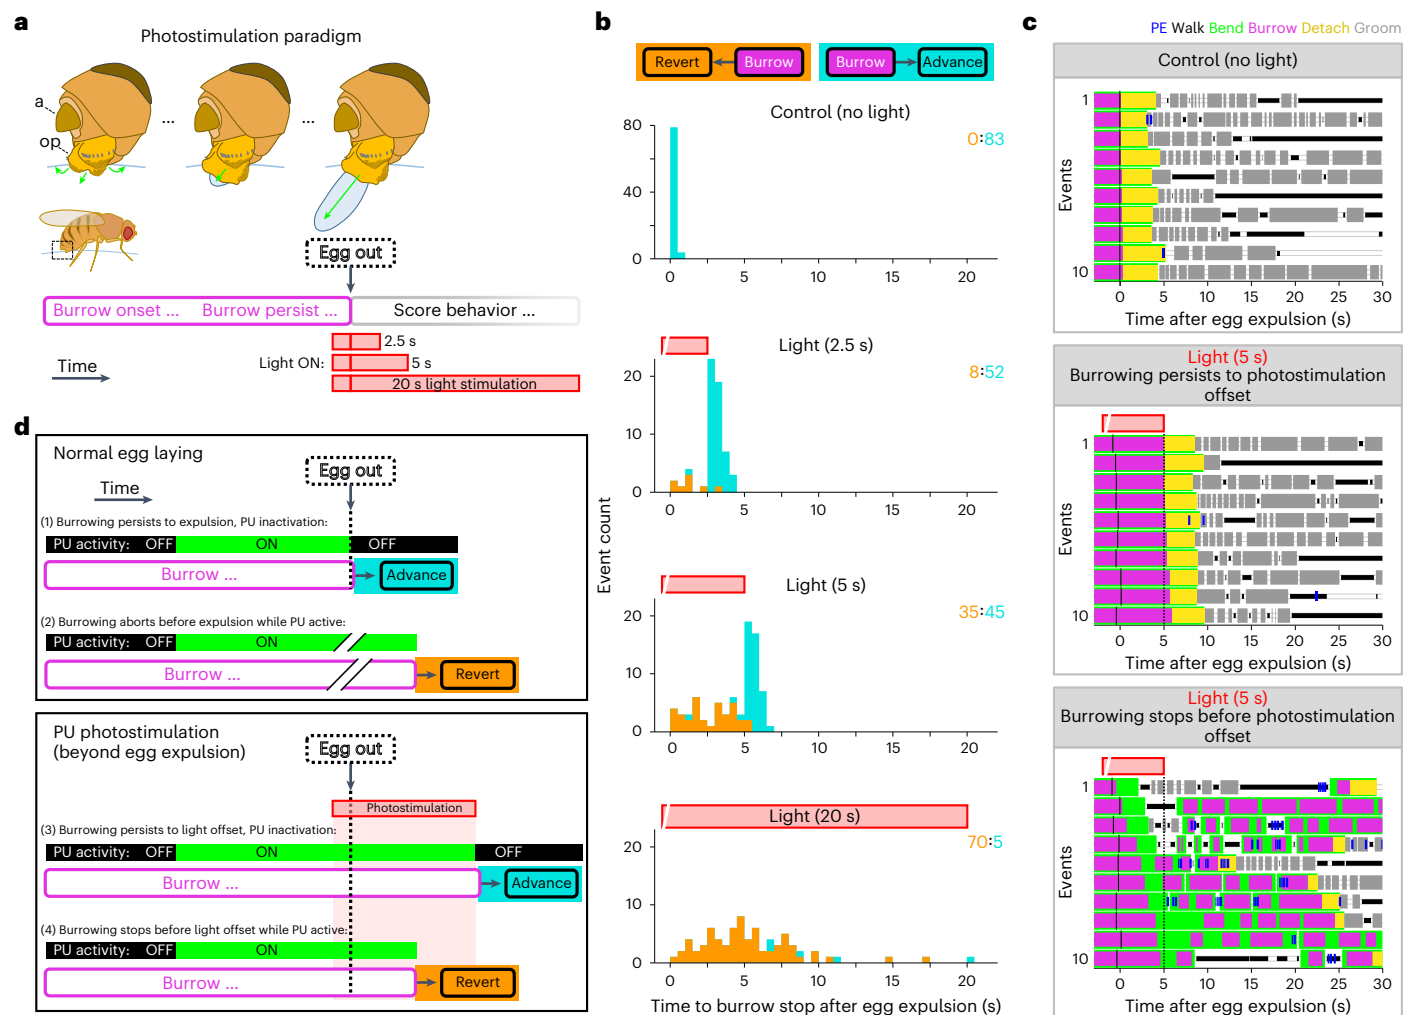 a
Photostimulation paradigm
a
op
...
...
Egg out
Burrow onset ... Burrow persist ...
Score behavior ...
Time
Light ON:
2.5 s
5 s
20 s light stimulation
b
Revert
Burrow
Burrow
Advance
Control (no light)
0:83
80
40
0
0 5 10 15 20
Light (2.5 s)
8:52
20
10
0
0 5 10 15 20
Light (5 s)
35:45
20
10
0
0 5 10 15 20
Light (20 s)
70:5
20
10
0
0 5 10 15 20
Event count
Time to burrow stop after egg expulsion (s)
c
PE Walk Bend Burrow Detach Groom
Control (no light)
1
10
Events
0 5 10 15 20 25 30
Time after egg expulsion (s)
Light (5 s)
Burrowing persists to photostimulation
offset
1
10
Events
0 5 10 15 20 25 30
Time after egg expulsion (s)
Light (5 s)
Burrowing stops before photostimulation
offset
1
10
Events
0 5 10 15 20 25 30
Time after egg expulsion (s)
d
Normal egg laying
Time
Egg out
(1) Burrowing persists to expulsion, PU inactivation:
PU activity: OFF ON OFF
Burrow ...
Advance
(2) Burrowing aborts before expulsion while PU active:
PU activity: OFF ON
Burrow ...
Revert
PU photostimulation
(beyond egg expulsion)
Egg out
Photostimulation
(3) Burrowing persists to light offset, PU inactivation:
PU activity: OFF ON OFF
Burrow ...
Advance
(4) Burrowing stops before light offset while PU active:
PU activity: OFF ON
Burrow ...
Revert